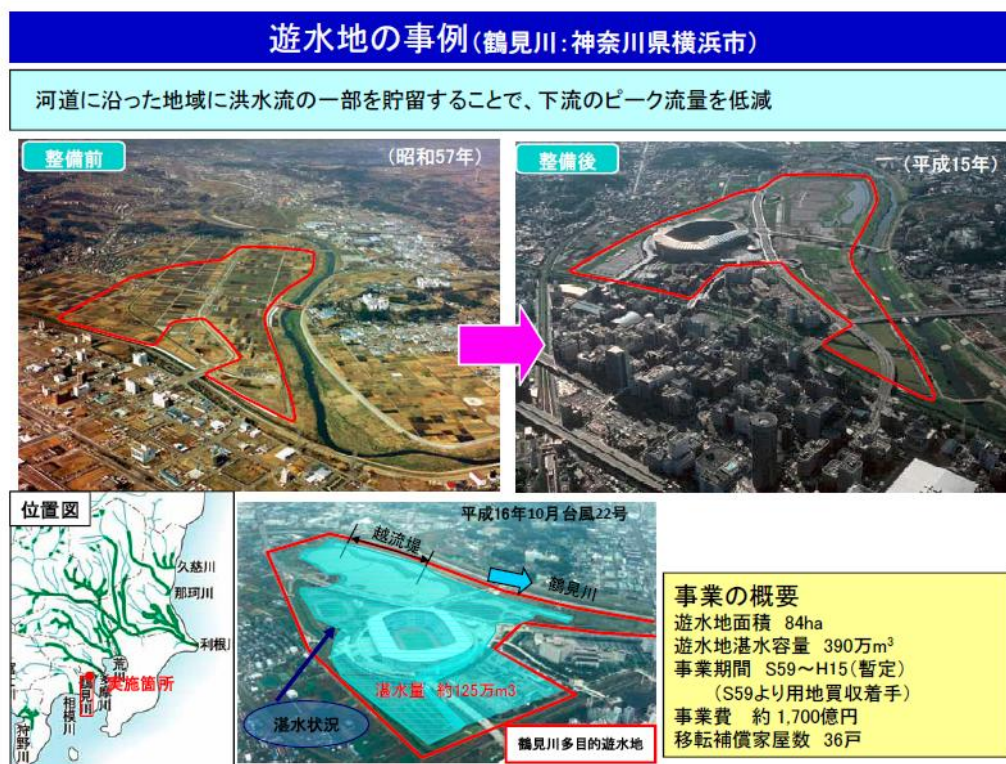 遊水地の事例(鶴見川:神奈川県横浜市)
河道に沿った地域に洪水流の一部を貯留することで、下流のピーク流量を低減
整備前
(昭和57年)
整備後
(平成15年)
位置図
久慈川
那珂川
利根川
荒川
多摩川
鶴見川
実施箇所
相模川
狩野川
平成16年10月台風22号
越流堤
鶴見川
湛水量 約125万m3
湛水状況
鶴見川多目的遊水地
事業の概要
遊水地面積 84ha
遊水地湛水容量 390万m³
事業期間 S59~H15(暫定)
(S59より用地買収着手)
事業費 約1,700億円
移転補償家屋数 36戸